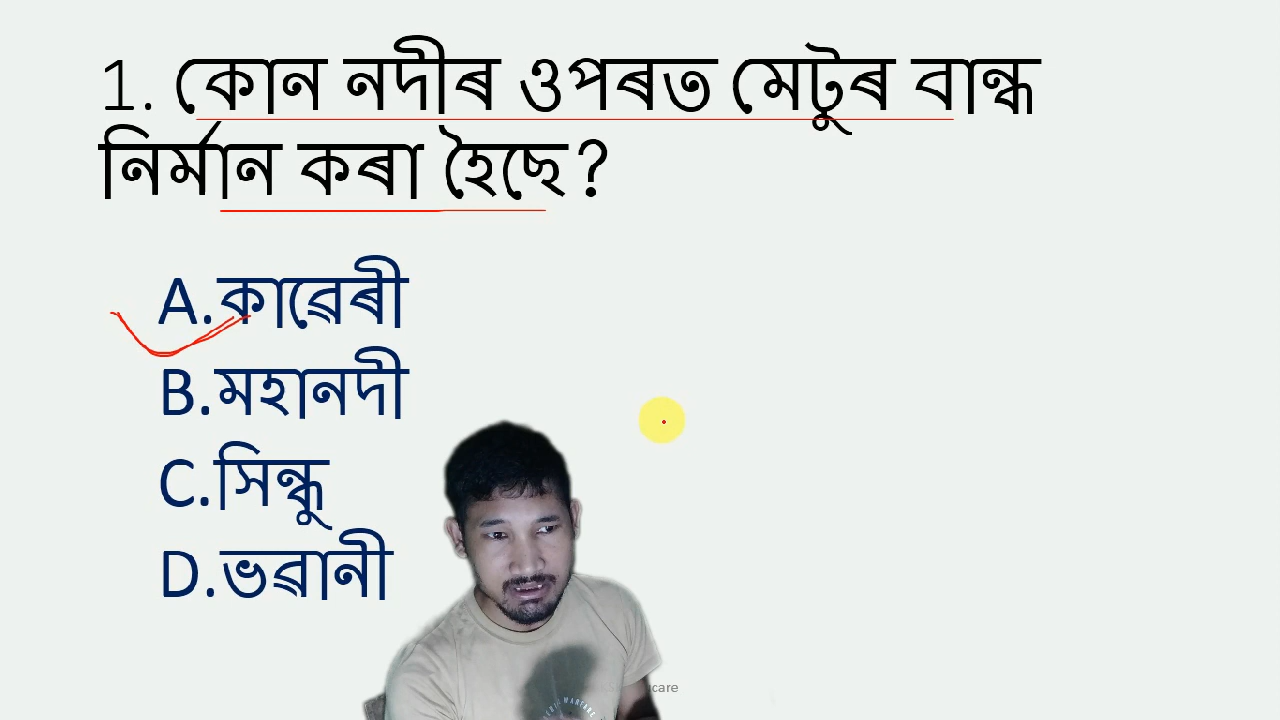 1. কোন নদীৰ ওপৰত মেটুৰ বান্ধ
নিৰ্মান কৰা হৈছে?
A.কাৱেৰী
B.মহানদী
C.সিন্ধু
D.ভৱানী